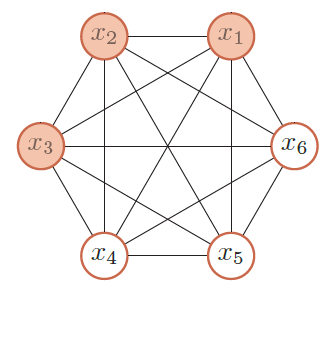 x₂ x₁
x₃ x₆
x₄ x₅